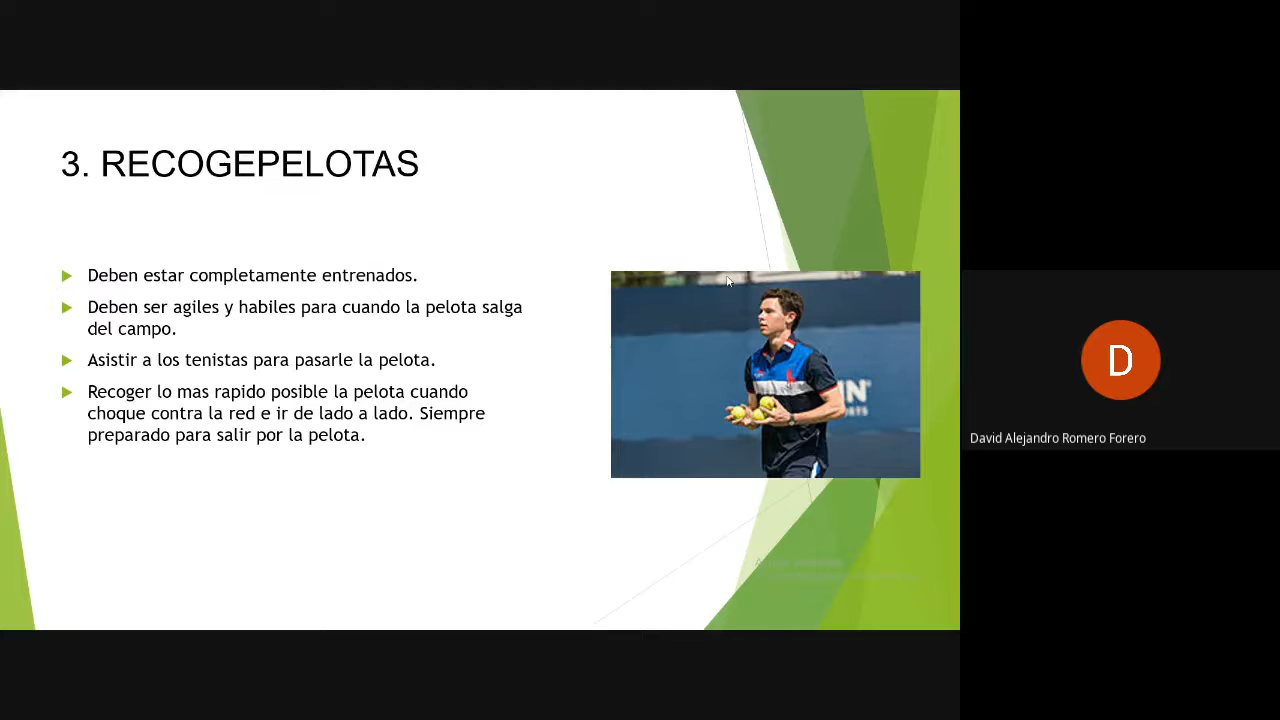 3. RECOGEPELOTAS
Deben estar completamente entrenados.
Deben ser agiles y habiles para cuando la pelota salga
del campo.
Asistir a los tenistas para pasarle la pelota.
Recoger lo mas rapido posible la pelota cuando
choque contra la red e ir de lado a lado. Siempre
preparado para salir por la pelota.
D
David Alejandro Romero Forero